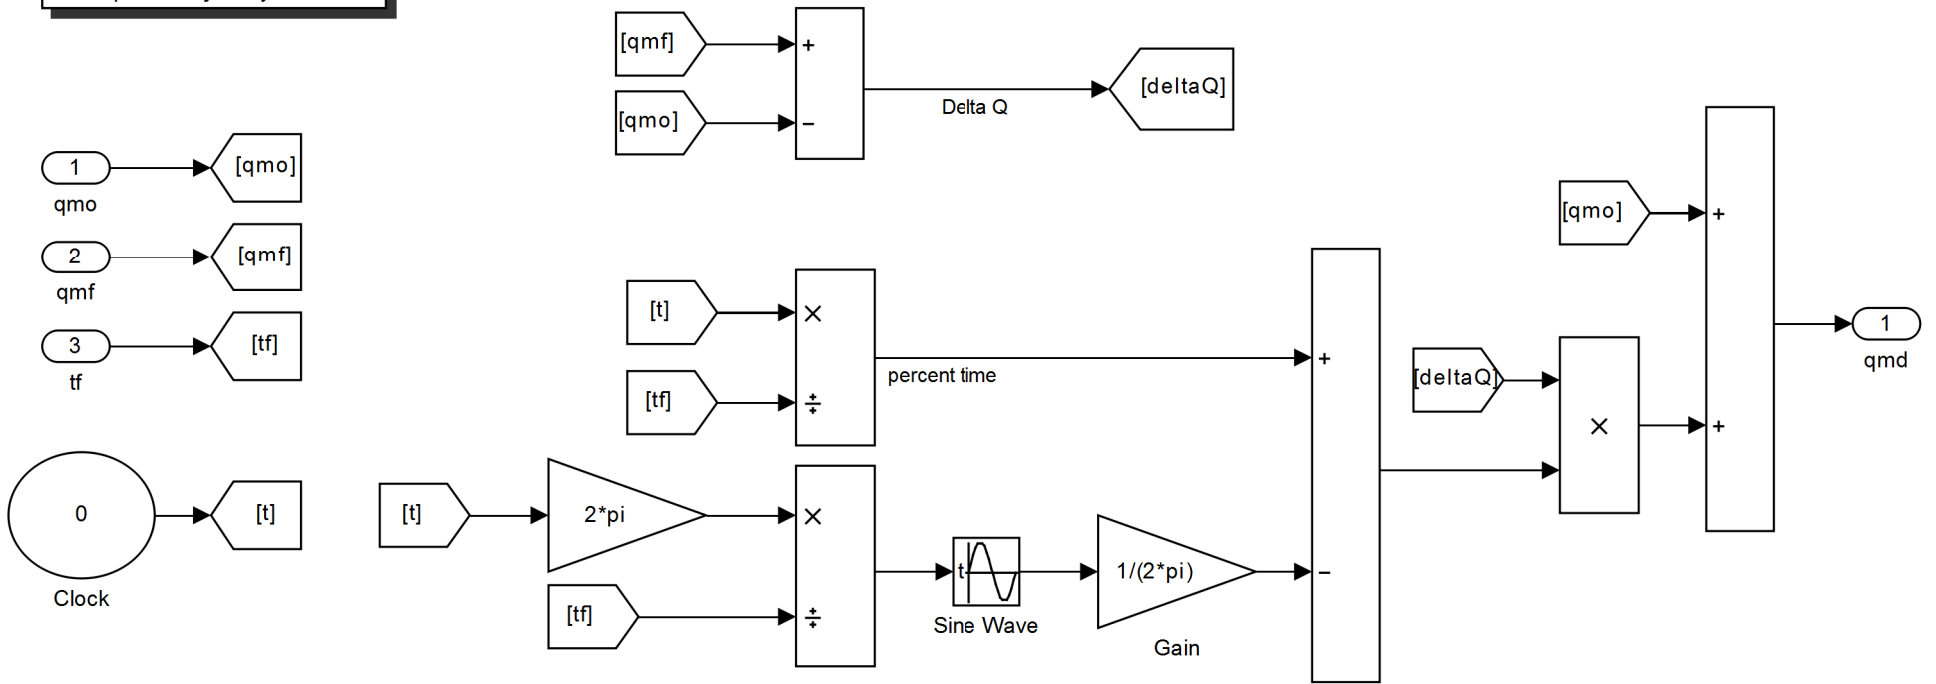 [qmf]
+
[qmo]
−
Delta Q
[deltaQ]
1
[qmo]
qmo
2
[qmf]
qmf
3
[tf]
tf
0
[t]
Clock
[t]
×
[tf]
÷
percent time
[t]
2*pi
×
[tf]
÷
t
Sine Wave
1/(2*pi)
Gain
+
−
[deltaQ]
×
[qmo]
+
+
1
qmd